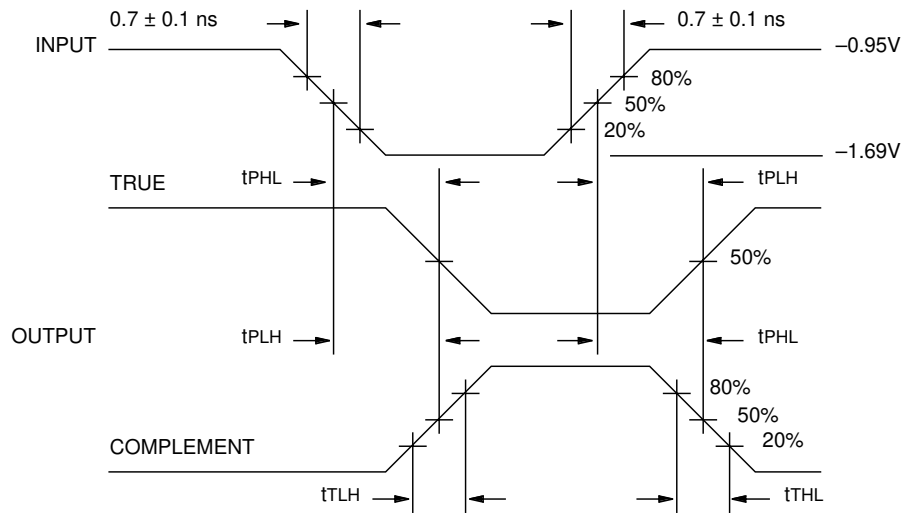 0.7 ± 0.1 ns 0.7 ± 0.1 ns
INPUT –0.95V
80%
50%
20%
–1.69V
tPHL tPLH
TRUE
50%
OUTPUT tPLH tPHL
80%
50%
COMPLEMENT 20%
tTLH tTHL